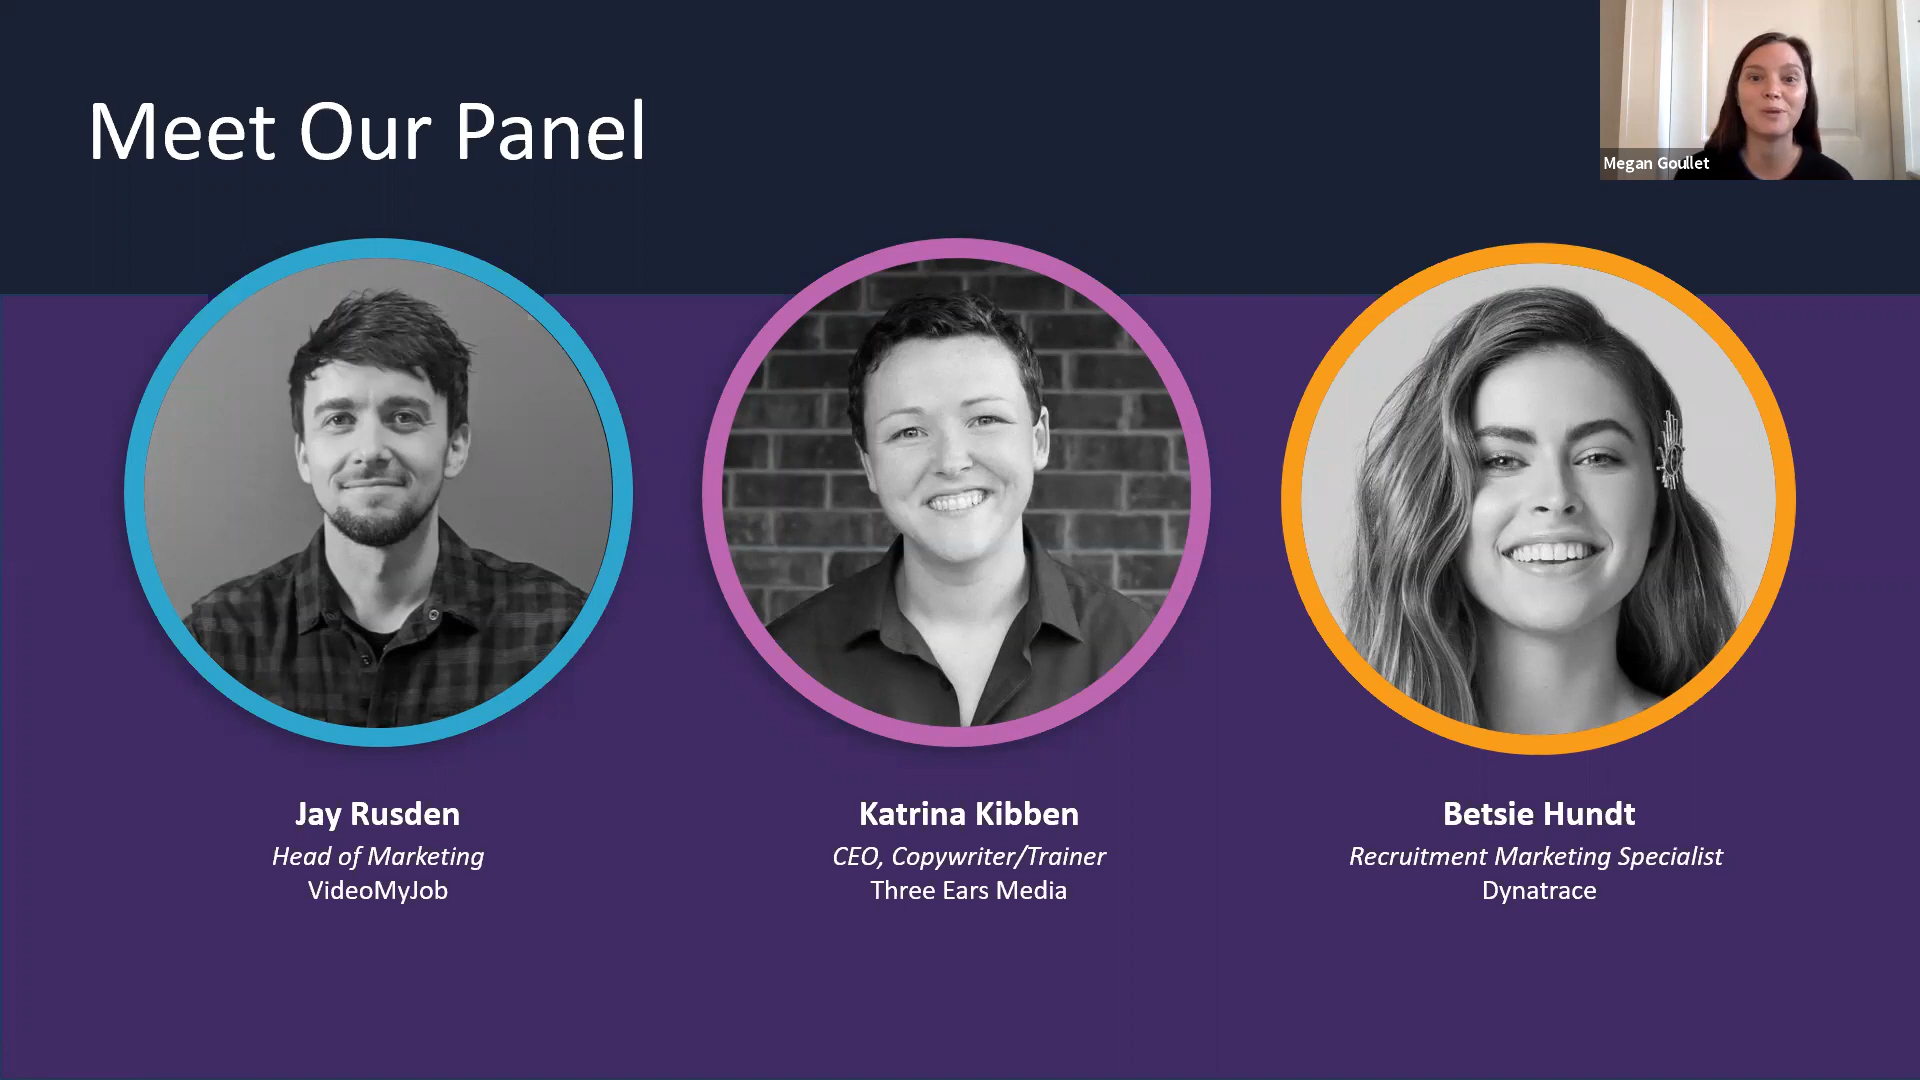 Meet Our Panel
Megan Goullet
Jay Rusden
Head of Marketing
VideoMyJob
Katrina Kibben
CEO, Copywriter/Trainer
Three Ears Media
Betsie Hundt
Recruitment Marketing Specialist
Dynatrace